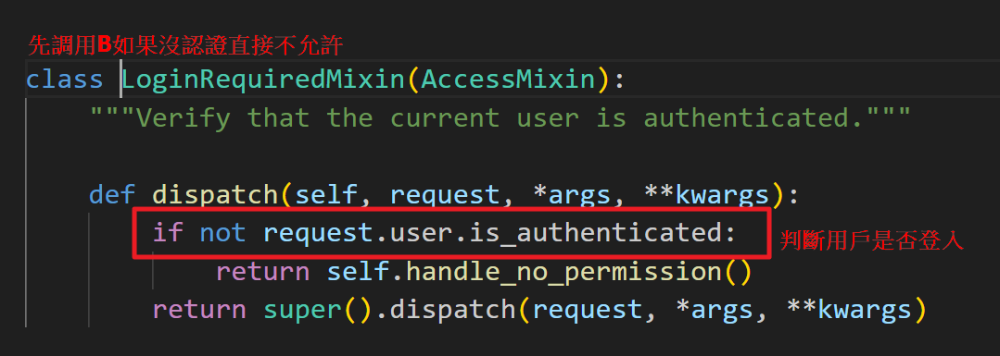 先調用B如果沒認證直接不允許
class LoginRequiredMixin(AccessMixin):
"""Verify that the current user is authenticated."""
def dispatch(self, request, *args, **kwargs):
if not request.user.is_authenticated:
判斷用戶是否登入
return self.handle_no_permission()
return super().dispatch(request, *args, **kwargs)